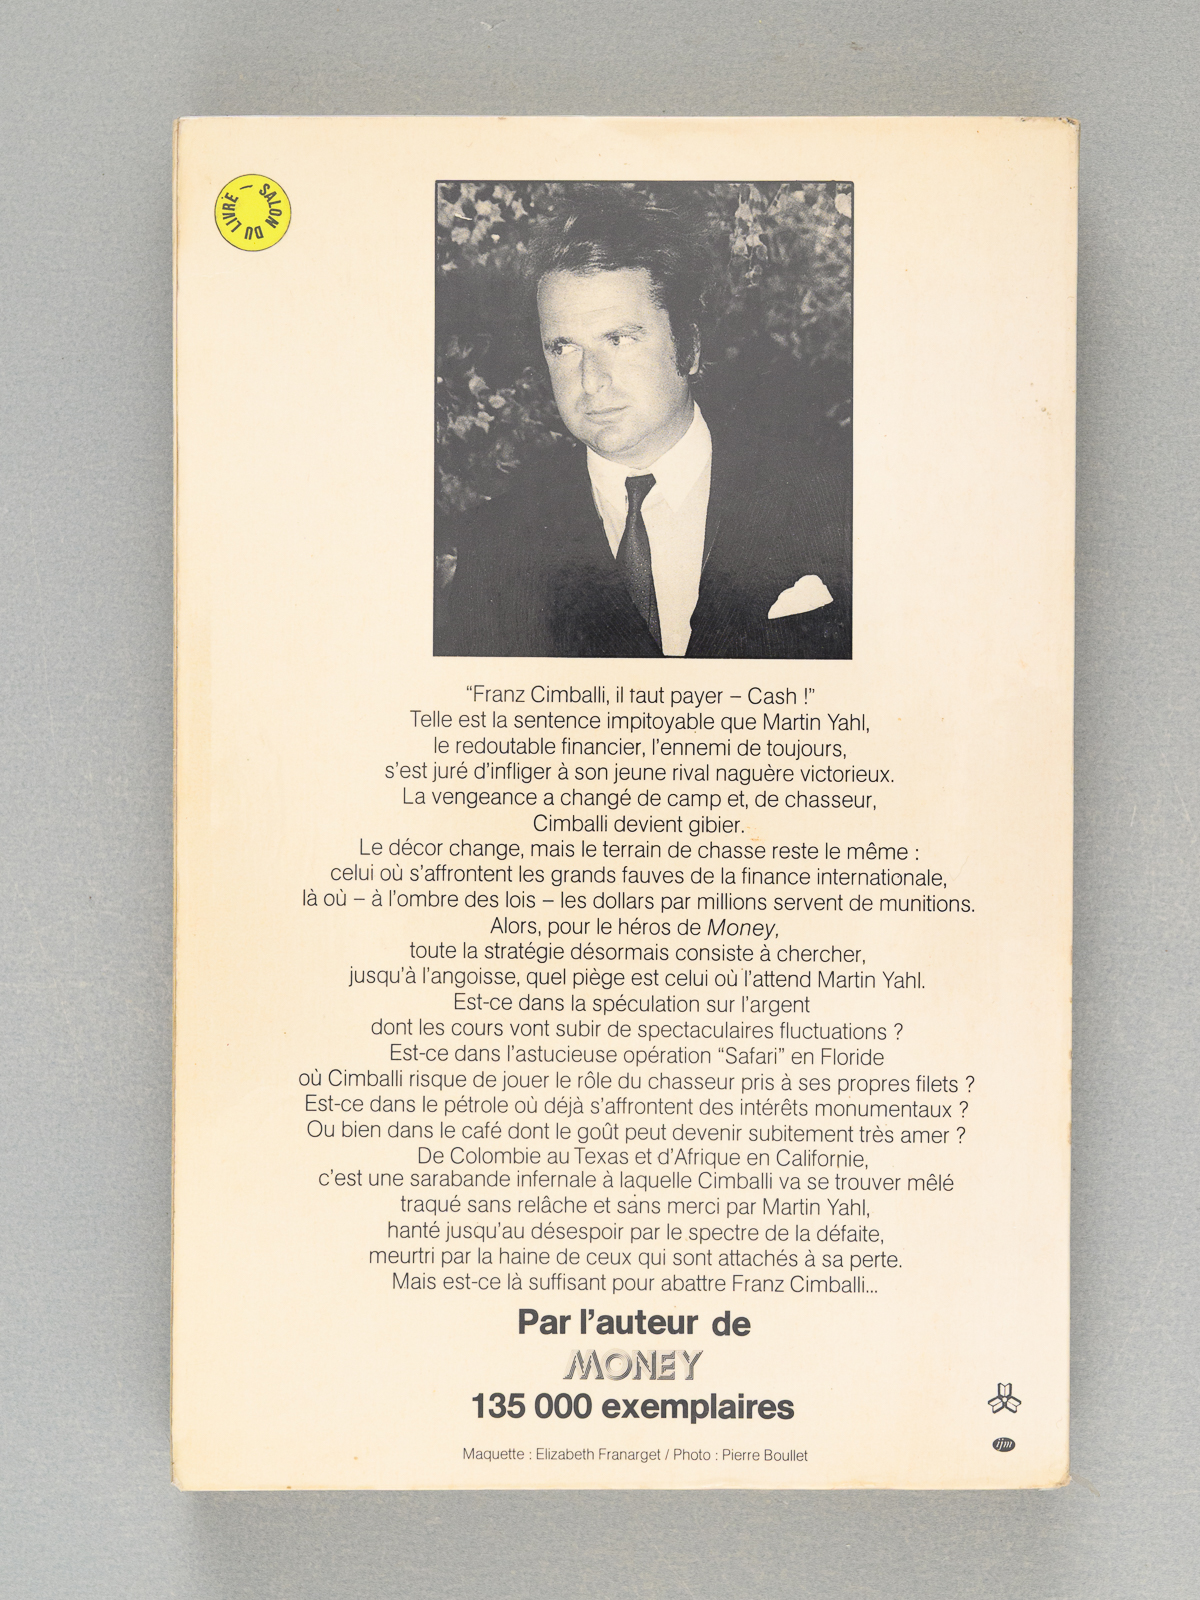 SALON DU LIVRE –
“Franz Cimballi, il faut payer – Cash !”
Telle est la sentence impitoyable que Martin Yahl,
le redoutable financier, l’ennemi de toujours,
s’est juré d’infliger à son jeune rival naguère victorieux.
La vengeance a changé de camp et, de chasseur,
Cimballi devient gibier.
Le décor change, mais le terrain de chasse reste le même :
celui où s’affrontent les grands fauves de la finance internationale,
là où – à l’ombre des lois – les dollars par millions servent de munitions.
Alors, pour le héros de Money,
toute la stratégie désormais consiste à chercher,
jusqu’à l’angoisse, quel piège est celui où l’attend Martin Yahl.
Est-ce dans la spéculation sur l’argent
dont les cours vont subir de spectaculaires fluctuations ?
Est-ce dans l’astucieuse opération “Safari” en Floride
où Cimballi risque de jouer le rôle du chasseur pris à ses propres filets ?
Est-ce dans le pétrole où déjà s’affrontent des intérêts monumentaux ?
Ou bien dans le café dont le goût peut devenir subitement très amer ?
De Colombie au Texas et d’Afrique en Californie,
c’est une sarabande infernale à laquelle Cimballi va se trouver mêlé
traqué sans relâche et sans merci par Martin Yahl,
hanté jusqu’au désespoir par le spectre de la défaite,
meurtri par la haine de ceux qui sont attachés à sa perte.
Mais est-ce là suffisant pour abattre Franz Cimballi...
Par l’auteur de
MONEY
135 000 exemplaires
Maquette : Elizabeth Franarget / Photo : Pierre Boullet
ijm